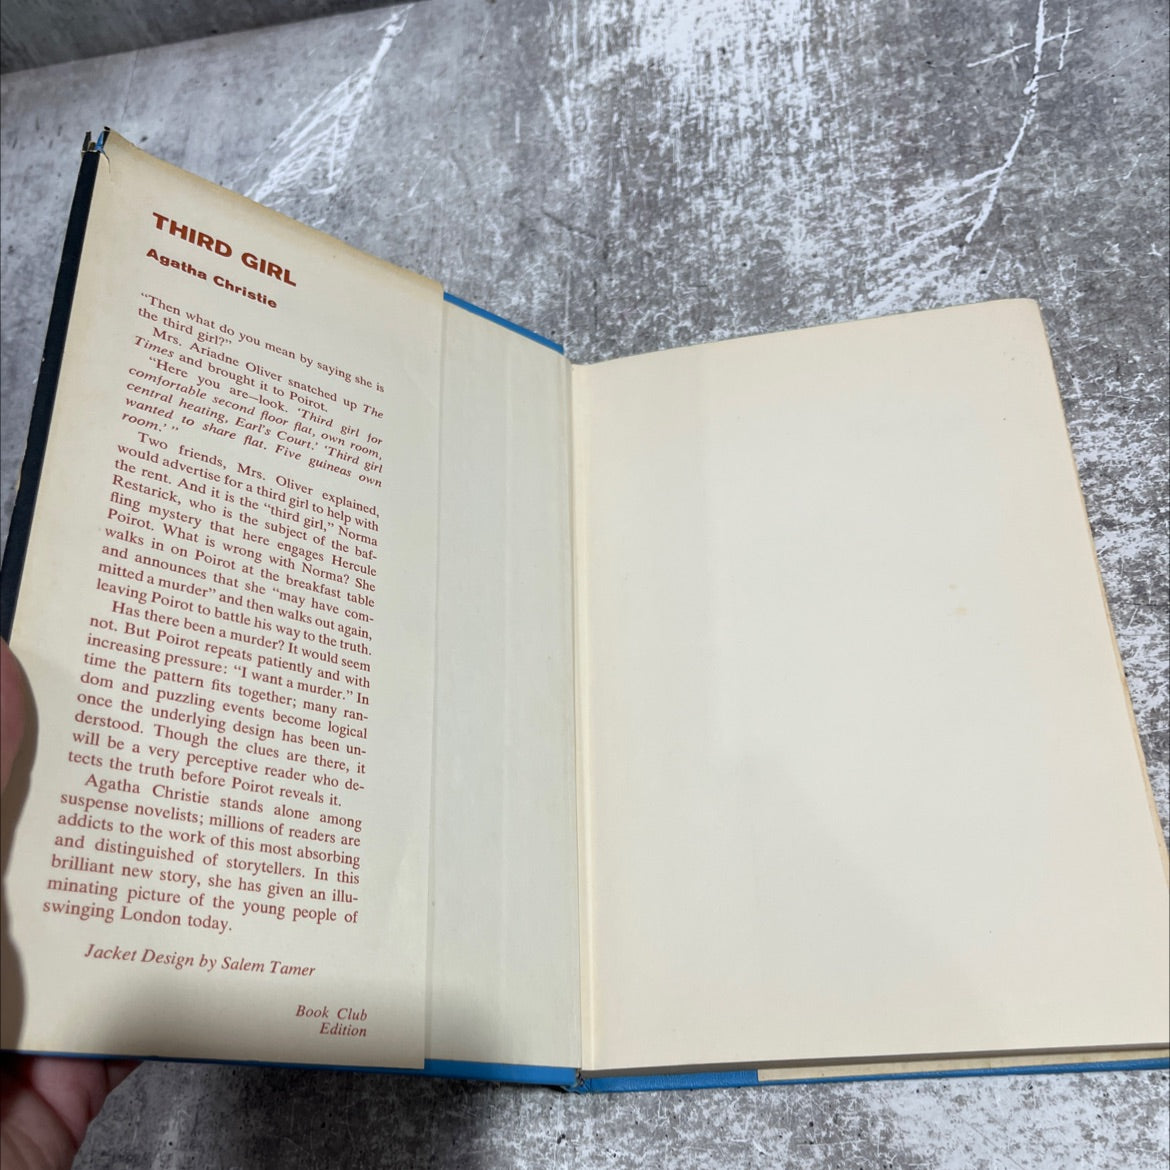 THIRD GIRL
Agatha Christie
“Then what do you mean by saying she is
the third girl?”
Mrs. Ariadne Oliver snatched up The
Times and brought it to Poirot.
“Here you are—look. ‘Third girl for
comfortable second floor flat, own room,
central heating, Earl's Court.’ ‘Third girl
wanted to share flat. Five guineas own
room.’ ”
Two friends, Mrs. Oliver explained,
would advertise for a third girl to help with
the rent. And it is the “third girl,” Norma
Restarick, who is the subject of the baf-
fling mystery that here engages Hercule
Poirot. What is wrong with Norma? She
walks in on Poirot at the breakfast table
and announces that she “may have com-
mitted a murder” and then walks out again,
leaving Poirot to battle his way to the truth.
Has there been a murder? It would seem
not. But Poirot repeats patiently and with
increasing pressure: “I want a murder.” In
time the pattern fits together; many ran-
dom and puzzling events become logical
once the underlying design has been un-
derstood. Though the clues are there, it
will be a very perceptive reader who de-
tects the truth before Poirot reveals it.
Agatha Christie stands alone among
suspense novelists; millions of readers are
addicts to the work of this most absorbing
and distinguished of storytellers. In this
brilliant new story, she has given an illu-
minating picture of the young people of
swinging London today.
Jacket Design by Salem Tamer
Book Club
Edition